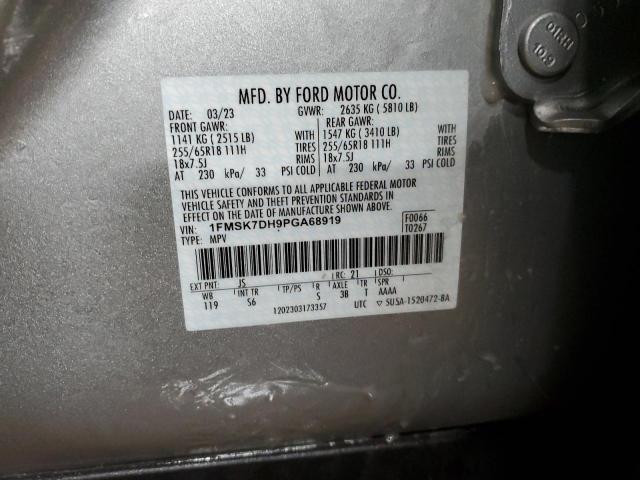 MFD. BY FORD MOTOR CO.
DATE: 03/23 GVWR: 2635 KG ( 5810 LB)
FRONT GAWR: REAR GAWR:
1141 KG ( 2515 LB) WITH 1547 KG ( 3410 LB) WITH
255/65R18 111H TIRES 255/65R18 111H TIRES
18x7.5J RIMS 18x7.5J RIMS
AT 230 kPa/ 33 PSI COLD AT 230 kPa/ 33 PSI COLD
THIS VEHICLE CONFORMS TO ALL APPLICABLE FEDERAL MOTOR
VEHICLE SAFETY AND THEFT PREVENTION STANDARDS IN
EFFECT ON THE DATE OF MANUFACTURE SHOWN ABOVE.
VIN: 1FMSK7DH9PGA68919 F0066
TYPE: MPV T0267
EXT PNT: JS RC: 21 DSO:
WB INT TR TP/PS R AXLE TR SPR
119 S6 S 3B T AAAA
1202303173357 UTC ▽ SUSA-1520472-BA
01RH
10.9